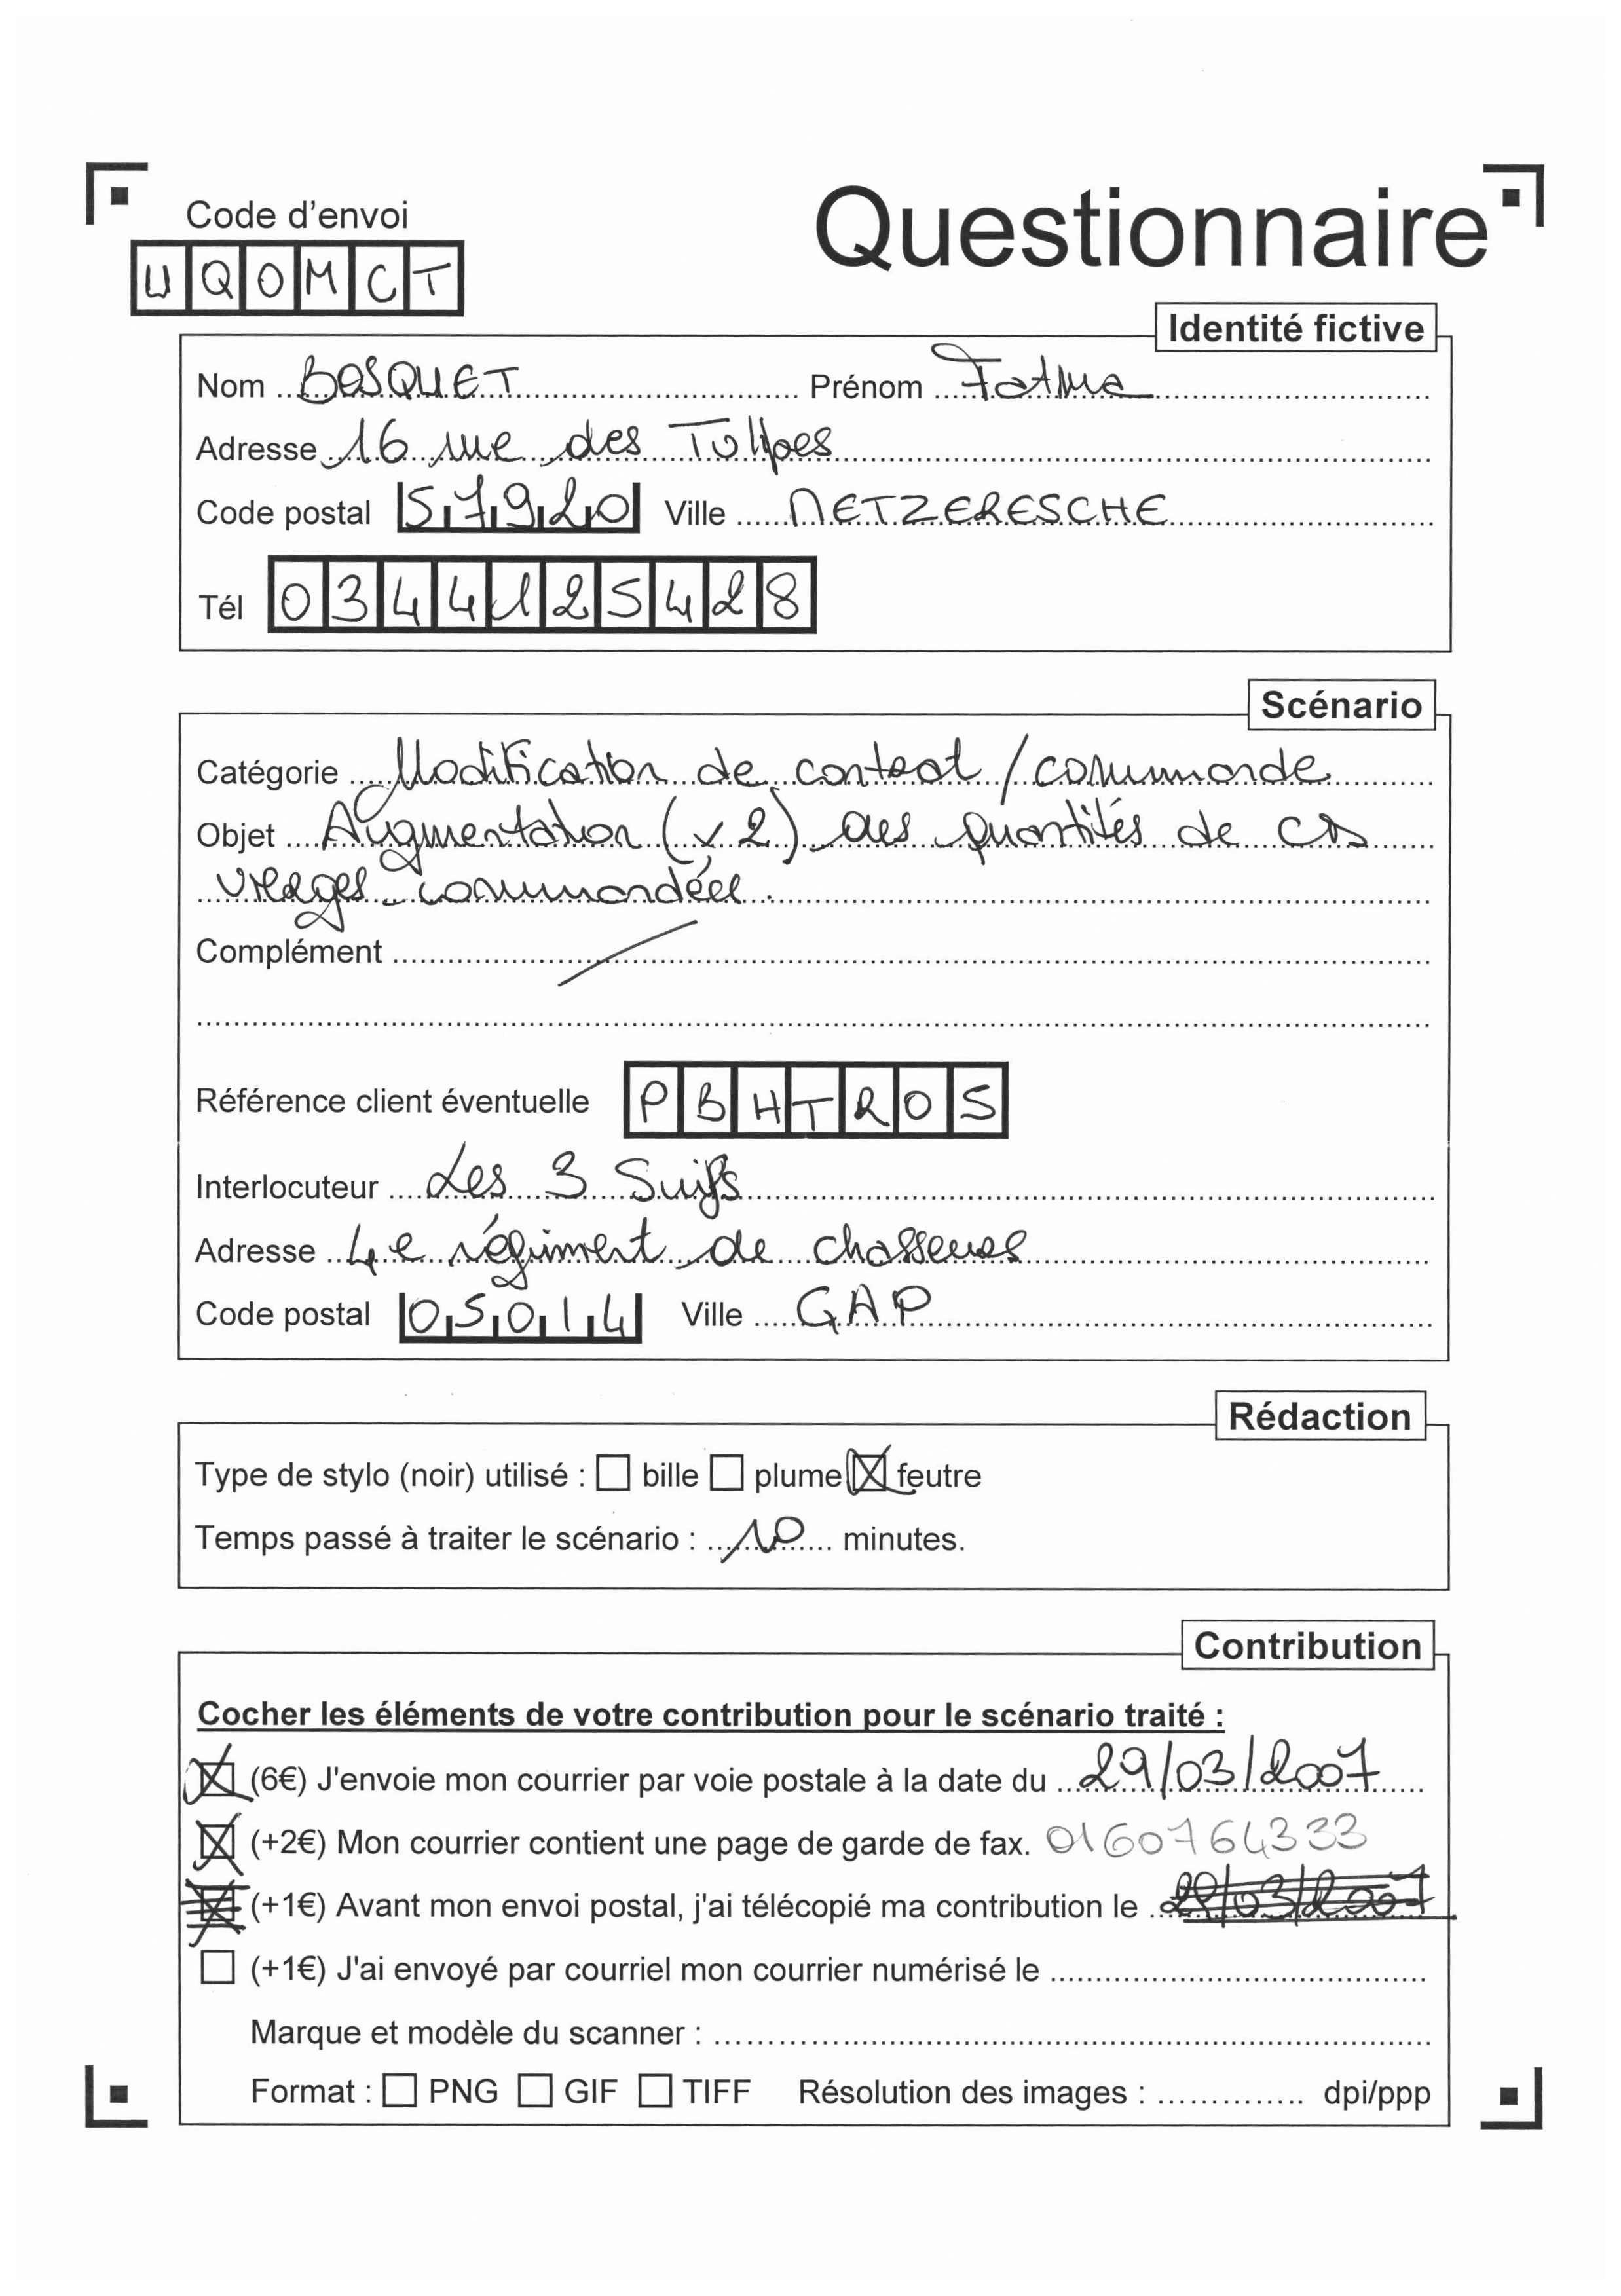 Code d'envoi
Questionnaire
UQOMCT
Identité fictive
Nom BOSQUET Prénom Fatma
Adresse 16 rue des Tulipes
Code postal 57920 Ville METZERESCHE
Tél 0344125428
Scénario
Catégorie Modification de contrat / commande
Objet Augmentation (x2) des quantités de CDs
vierges commandées.
Complément /
Référence client éventuelle PBHTROS
Interlocuteur Les 3 Suifs
Adresse 4e régiment de chasseurs
Code postal 05014 Ville GAP
Rédaction
Type de stylo (noir) utilisé : ☐ bille ☐ plume ☒ feutre
Temps passé à traiter le scénario : 10 minutes.
Contribution
Cocher les éléments de votre contribution pour le scénario traité :
☒ (6€) J'envoie mon courrier par voie postale à la date du 29/03/2007
☒ (+2€) Mon courrier contient une page de garde de fax. 0160764333
☒ (+1€) Avant mon envoi postal, j'ai télécopié ma contribution le 29/03/2007
☐ (+1€) J'ai envoyé par courriel mon courrier numérisé le
Marque et modèle du scanner :
Format : ☐ PNG ☐ GIF ☐ TIFF Résolution des images : dpi/ppp